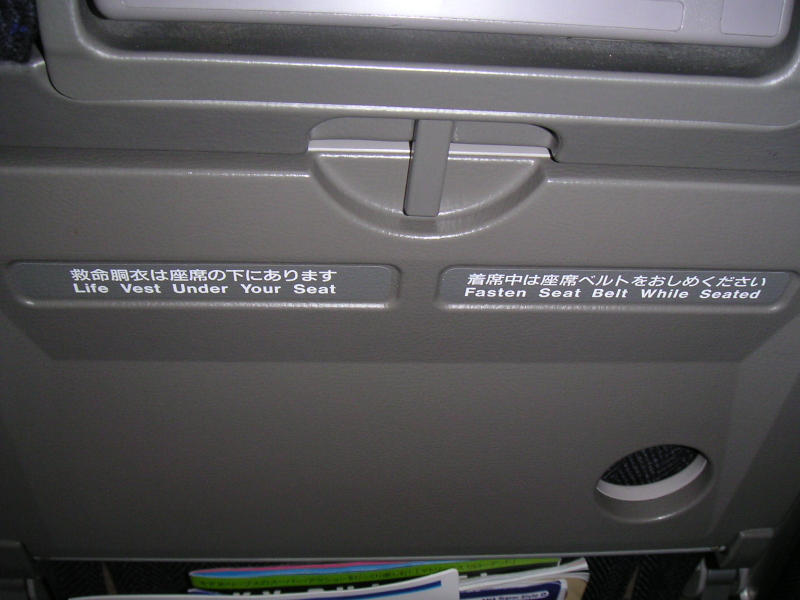 救命胴衣は座席の下にあります
Life Vest Under Your Seat
着席中は座席ベルトをおしめください
Fasten Seat Belt While Seated